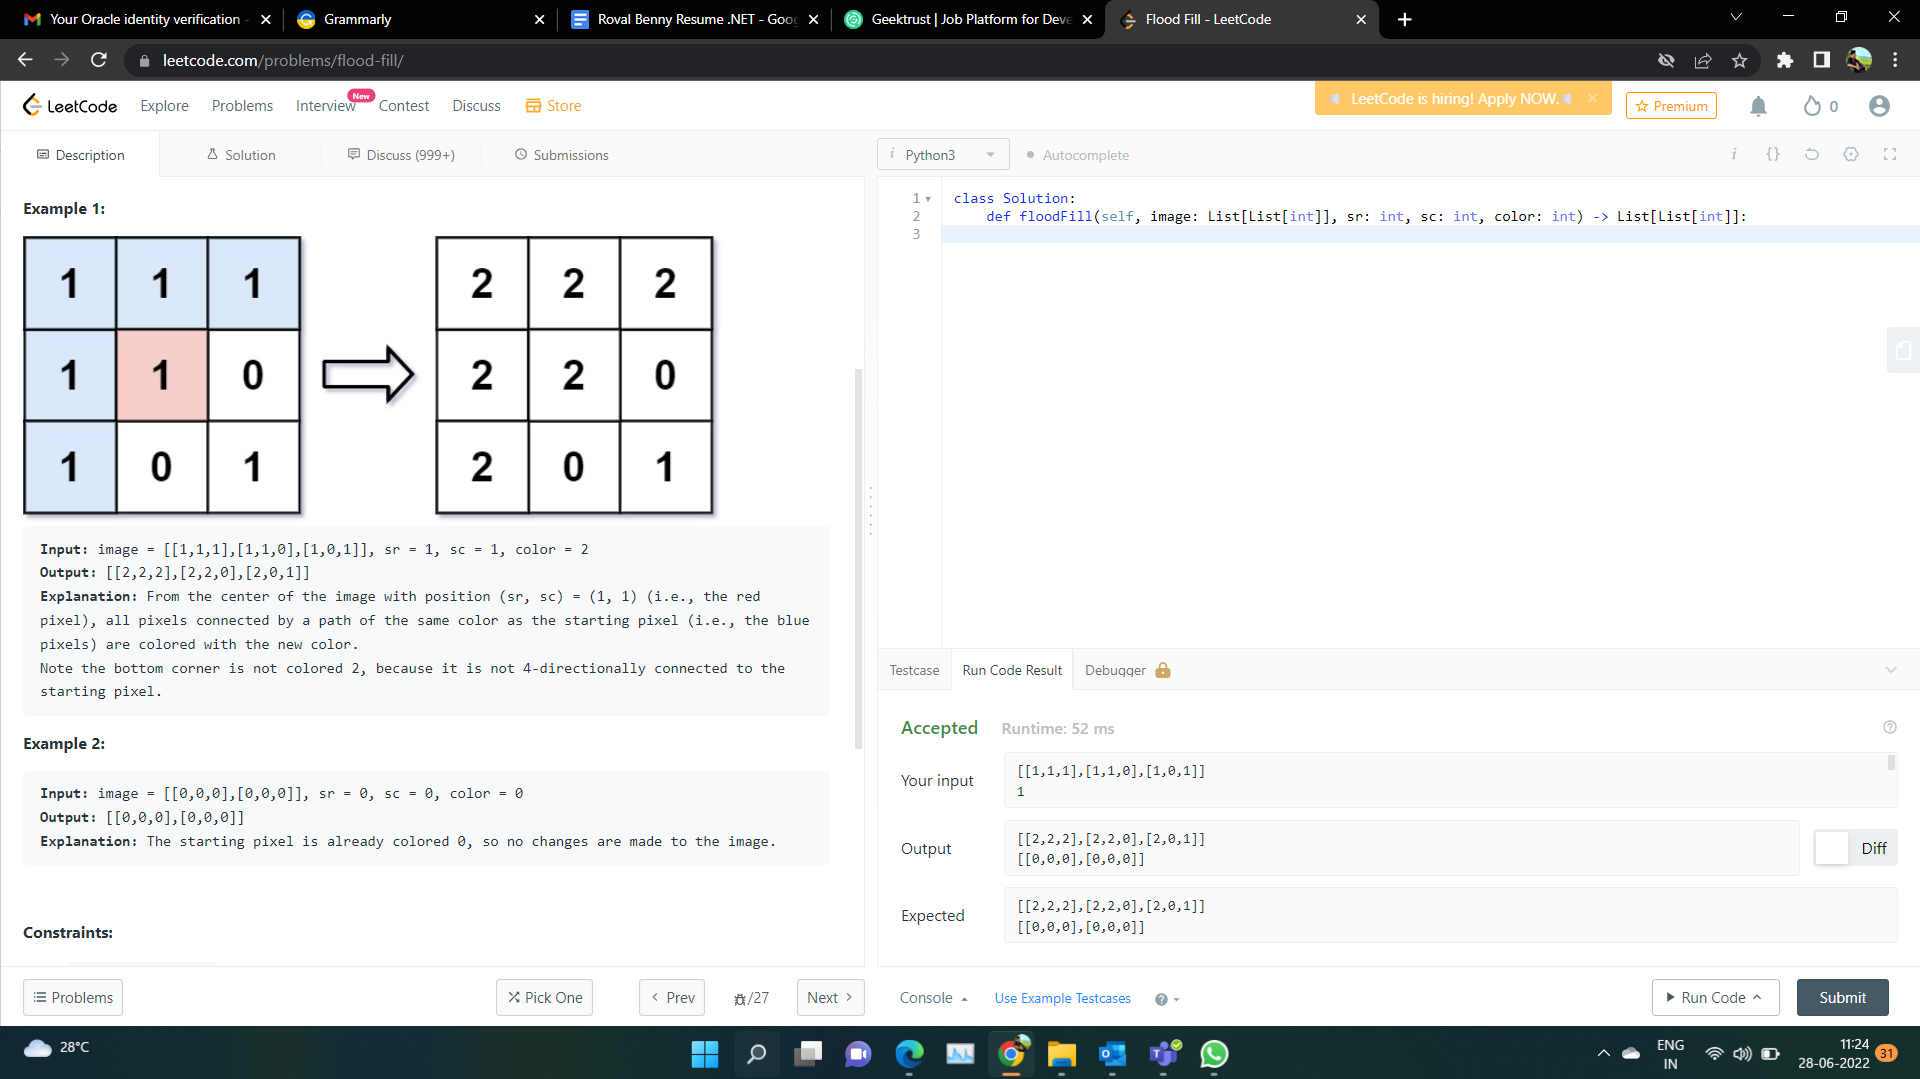 Your Oracle identity verification
Grammarly
Roval Benny Resume .NET - Goog
Geektrust | Job Platform for Deve
Flood Fill - LeetCode
leetcode.com/problems/flood-fill/
LeetCode
Explore
Problems
Interview
New
Contest
Discuss
Store
LeetCode is hiring! Apply NOW.
Premium
0
Description
Solution
Discuss (999+)
Submissions
i Python3
Autocomplete
i {}
Example 1:
1 1 1 2 2 2
1 1 0 2 2 0
1 0 1 2 0 1
Input: image = [[1,1,1],[1,1,0],[1,0,1]], sr = 1, sc = 1, color = 2
Output: [[2,2,2],[2,2,0],[2,0,1]]
Explanation: From the center of the image with position (sr, sc) = (1, 1) (i.e., the red
pixel), all pixels connected by a path of the same color as the starting pixel (i.e., the blue
pixels) are colored with the new color.
Note the bottom corner is not colored 2, because it is not 4-directionally connected to the
starting pixel.
Example 2:
Input: image = [[0,0,0],[0,0,0]], sr = 0, sc = 0, color = 0
Output: [[0,0,0],[0,0,0]]
Explanation: The starting pixel is already colored 0, so no changes are made to the image.
Constraints:
Problems
Pick One
Prev
/27
Next
1 class Solution:
2 def floodFill(self, image: List[List[int]], sr: int, sc: int, color: int) -> List[List[int]]:
3
Testcase
Run Code Result
Debugger
Accepted Runtime: 52 ms
Your input
[[1,1,1],[1,1,0],[1,0,1]]
1
Output
[[2,2,2],[2,2,0],[2,0,1]]
[[0,0,0],[0,0,0]]
Diff
Expected
[[2,2,2],[2,2,0],[2,0,1]]
[[0,0,0],[0,0,0]]
Console
Use Example Testcases
Run Code
Submit
28°C
ENG
IN
11:24
28-06-2022
31